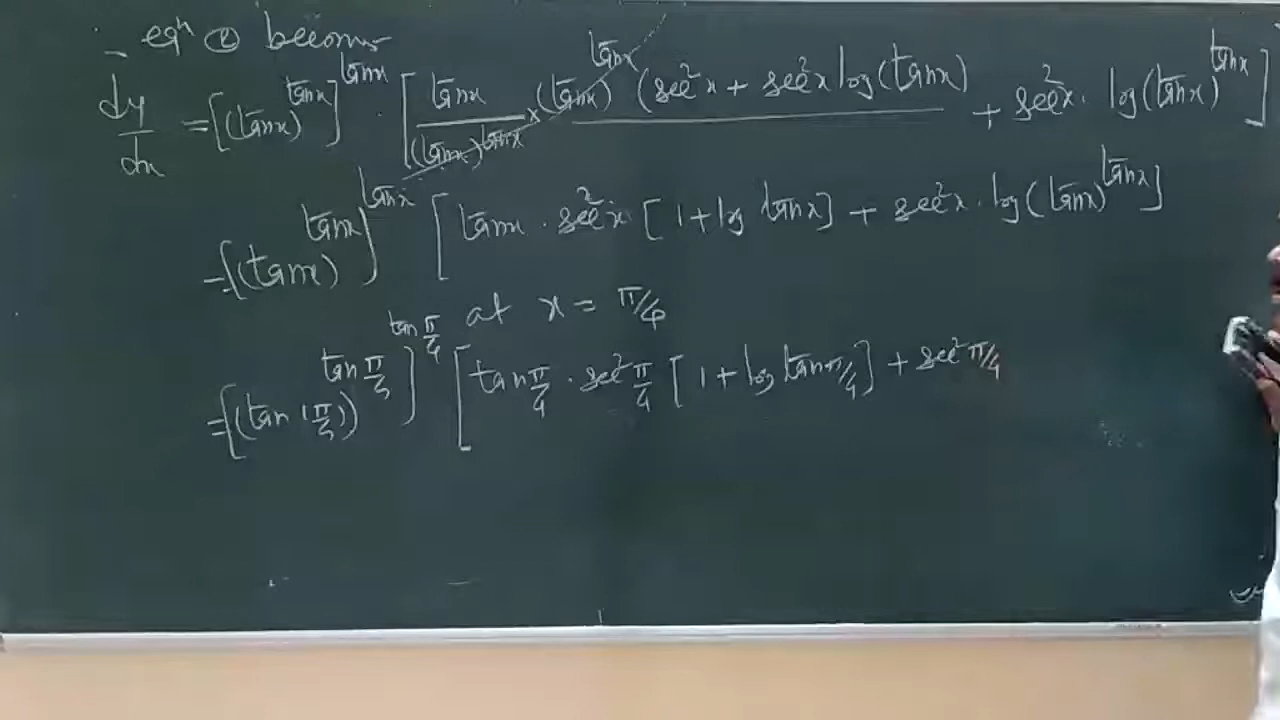 ∴ eqⁿ ② becomes
dy/dx = [(tanx)^tanx]^tanx · [tanx/(tanx)^tanx × (tanx)^tanx (sec²x + sec²x log(tanx) + sec²x · log(tanx)^tanx]
= [(tanx)^tanx]^tanx [tanx · sec²x [1 + log tanx] + sec²x · log(tanx)^tanx]
at x = π/4
= [(tan(π/4))^tan π/4]^tan π/4 [tan π/4 · sec² π/4 [1 + log tan π/4] + sec² π/4